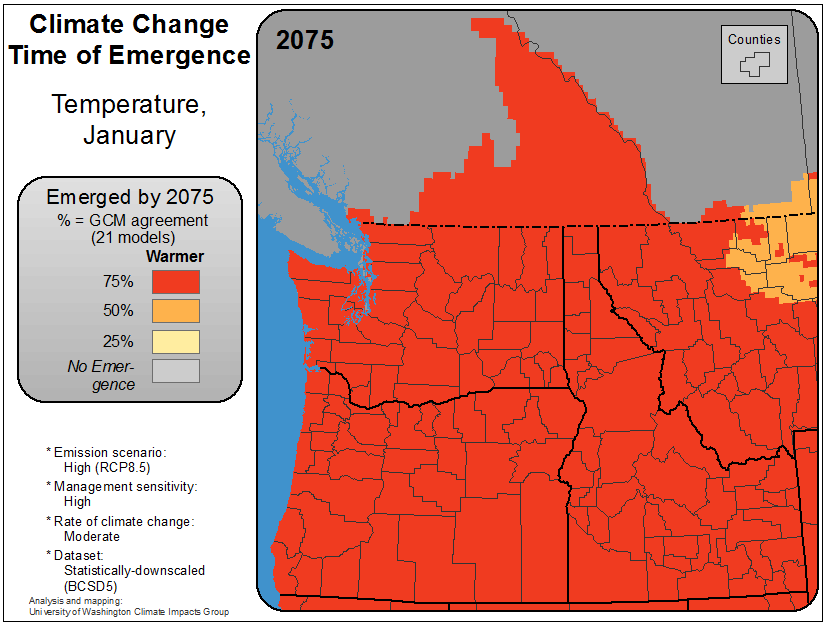 Climate Change
Time of Emergence
Temperature,
January
Emerged by 2075
% = GCM agreement
(21 models)
Warmer
75%
50%
25%
No Emer-
gence
* Emission scenario:
High (RCP8.5)
* Management sensitivity:
High
* Rate of climate change:
Moderate
* Dataset:
Statistically-downscaled
(BCSD5)
Analysis and mapping:
University of Washington Climate Impacts Group
2075
Counties